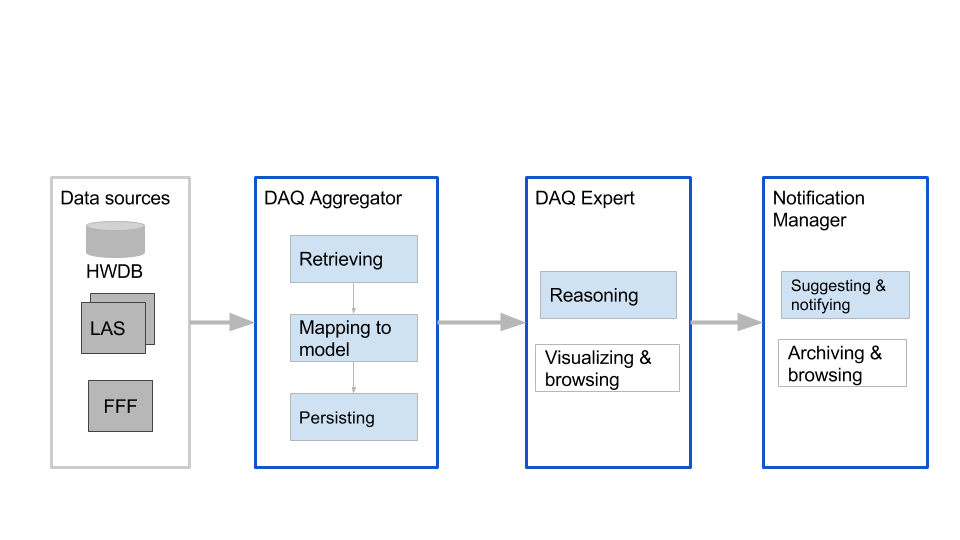 Data sources
HWDB
LAS
FFF
DAQ Aggregator
Retrieving
Mapping to
model
Persisting
DAQ Expert
Reasoning
Visualizing &
browsing
Notification
Manager
Suggesting &
notifying
Archiving &
browsing